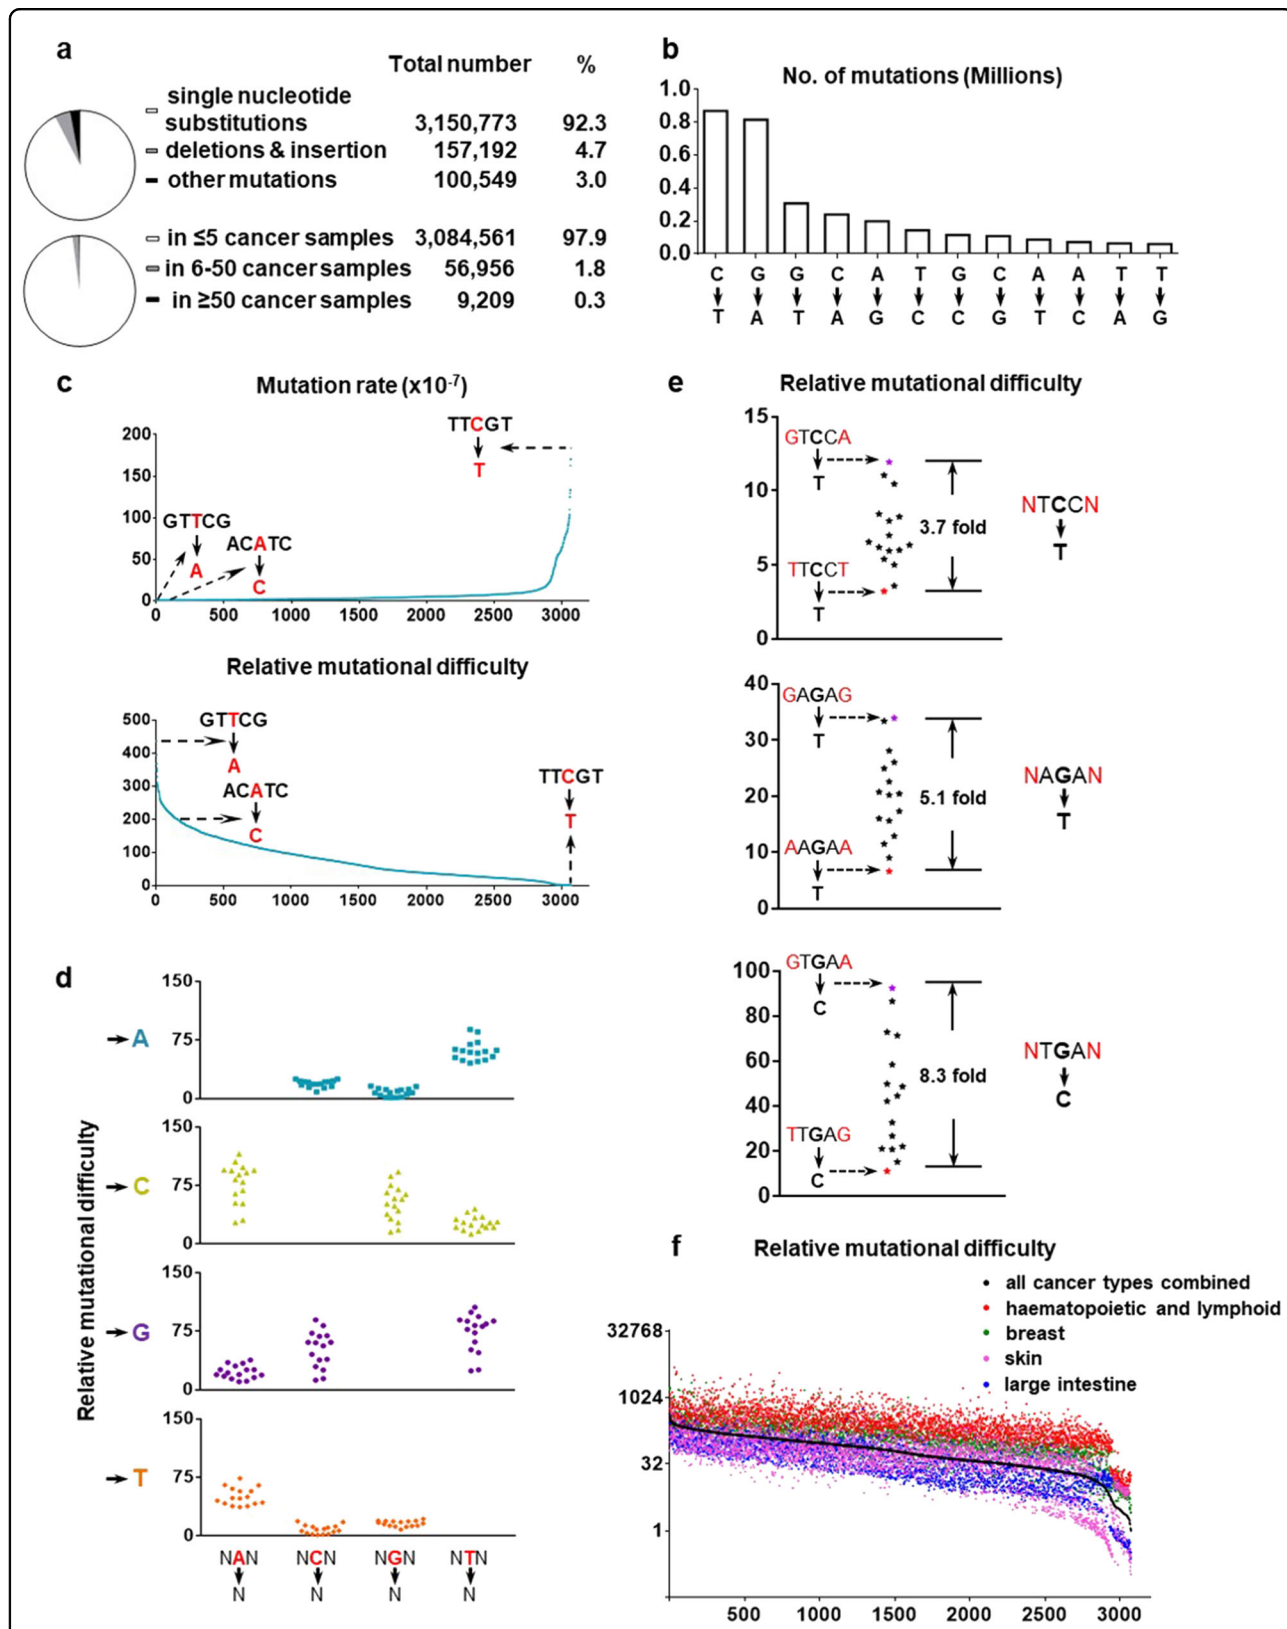 a
Total number %
single nucleotide
substitutions 3,150,773 92.3
deletions & insertion 157,192 4.7
other mutations 100,549 3.0
in ≤5 cancer samples 3,084,561 97.9
in 6-50 cancer samples 56,956 1.8
in ≥50 cancer samples 9,209 0.3
b
No. of mutations (Millions)
1.0
0.8
0.6
0.4
0.2
0.0
C G G C A T G C A A T T
T A T A G C C G T C A G
c
Mutation rate (x10-7)
200
150
100
50
0
TTCGT
T
GTTCG
A
ACATC
C
0 500 1000 1500 2000 2500 3000
Relative mutational difficulty
500
400
300
200
100
0
GTTCG
A
ACATC
C
TTCGT
T
0 500 1000 1500 2000 2500 3000
d
Relative mutational difficulty
A
150
75
0
C
150
75
0
G
150
75
0
T
150
75
0
NAN NCN NGN NTN
N N N N
e
Relative mutational difficulty
15
10
5
0
GTCCA
T
TTCCT
T
3.7 fold
NTCCN
T
40
30
20
10
0
GAGAG
T
AAGAA
T
5.1 fold
NAGAN
T
100
80
60
40
20
0
GTGAA
C
TTGAG
C
8.3 fold
NTGAN
C
f
Relative mutational difficulty
all cancer types combined
haematopoietic and lymphoid
breast
skin
large intestine
32768
1024
32
1
500 1000 1500 2000 2500 3000